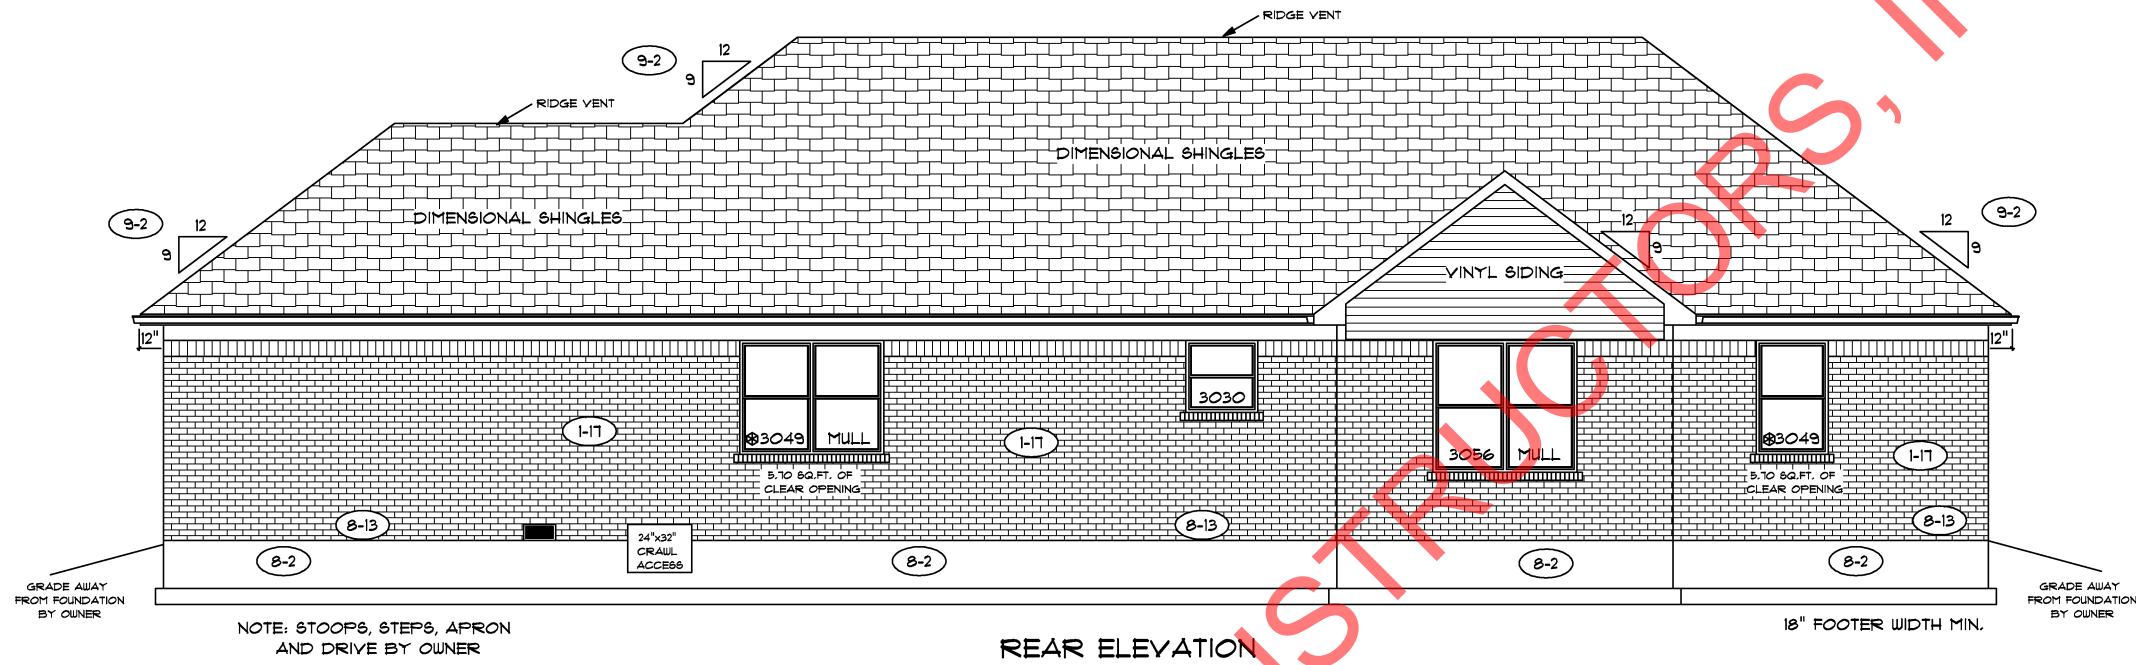 RIDGE VENT
9-2
12
9
RIDGE VENT
DIMENSIONAL SHINGLES
DIMENSIONAL SHINGLES
9-2
12
9
12
9
12
9
9-2
VINYL SIDING
12"
12"
3030
1-17
1-17
1-17
3049 MULL
3056 MULL
3049
5.70 SQ.FT. OF
CLEAR OPENING
5.70 SQ.FT. OF
CLEAR OPENING
8-13
8-13
8-13
24"x32"
CRAWL
ACCESS
8-2
8-2
8-2
8-2
GRADE AWAY
FROM FOUNDATION
BY OWNER
GRADE AWAY
FROM FOUNDATION
BY OWNER
NOTE: STOOPS, STEPS, APRON
AND DRIVE BY OWNER
REAR ELEVATION
18" FOOTER WIDTH MIN.
STRUCTORS, I